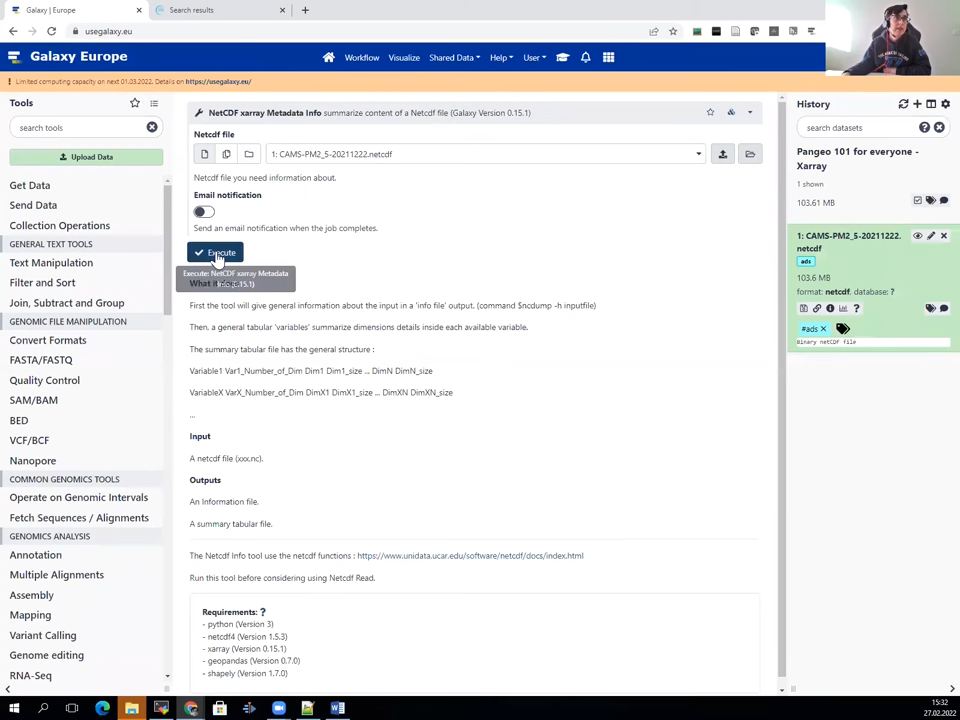 Galaxy | Europe
Search results
usegalaxy.eu
Galaxy Europe
Workflow
Visualize
Shared Data
Help
User
Limited computing capacity on next 01.03.2022. Details on https://usegalaxy.eu/
Tools
search tools
Upload Data
Get Data
Send Data
Collection Operations
GENERAL TEXT TOOLS
Text Manipulation
Filter and Sort
Join, Subtract and Group
GENOMIC FILE MANIPULATION
Convert Formats
FASTA/FASTQ
Quality Control
SAM/BAM
BED
VCF/BCF
Nanopore
COMMON GENOMICS TOOLS
Operate on Genomic Intervals
Fetch Sequences / Alignments
GENOMICS ANALYSIS
Annotation
Multiple Alignments
Assembly
Mapping
Variant Calling
Genome editing
RNA-Seq
NetCDF xarray Metadata Info summarize content of a Netcdf file (Galaxy Version 0.15.1)
Netcdf file
1: CAMS-PM2_5-20211222.netcdf
Netcdf file you need information about.
Email notification
Send an email notification when the job completes.
Execute
Execute: NetCDF xarray Metadata
First the tool will give general information about the input in a 'info file' output. (command $ncdump -h inputfile)
Then, a general tabular 'variables' summarize dimensions details inside each available variable.
The summary tabular file has the general structure :
Variable1 Var1_Number_of_Dim Dim1 Dim1_size ... DimN DimN_size
VariableX VarX_Number_of_Dim DimX1 DimX1_size ... DimXN DimXN_size
...
Input
A netcdf file (xxx.nc).
Outputs
An Information file.
A summary tabular file.
The Netcdf Info tool use the netcdf functions : https://www.unidata.ucar.edu/software/netcdf/docs/index.html
Run this tool before considering using Netcdf Read.
Requirements: ?
- python (Version 3)
- netcdf4 (Version 1.5.3)
- xarray (Version 0.15.1)
- geopandas (Version 0.7.0)
- shapely (Version 1.7.0)
History
search datasets
Pangeo 101 for everyone -
Xarray
1 shown
103.61 MB
1: CAMS-PM2_5-20211222.
netcdf
ads
103.6 MB
format: netcdf, database: ?
#ads
Binary netCDF file
15:32
27.02.2022